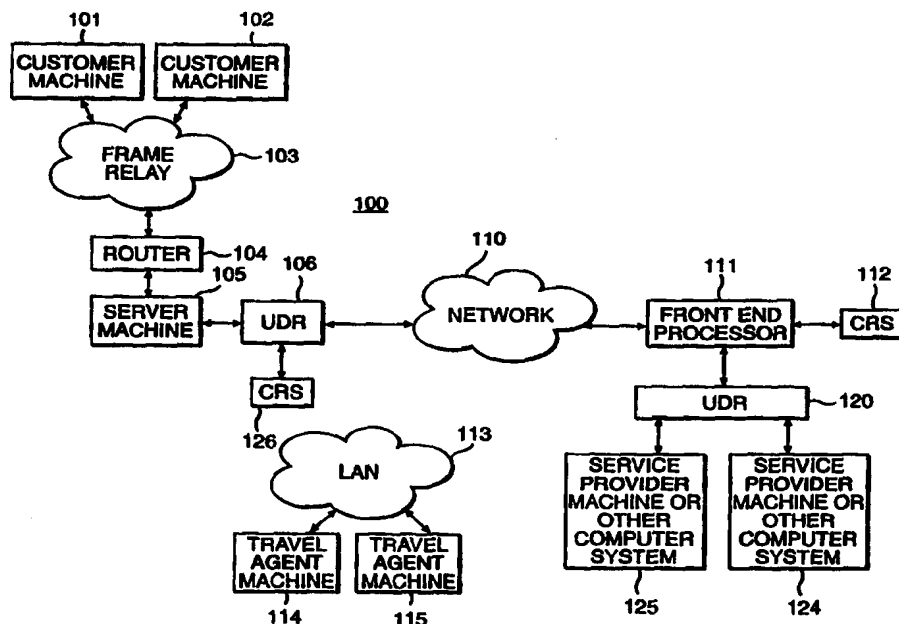 101
102
CUSTOMER
MACHINE
CUSTOMER
MACHINE
FRAME
RELAY
103
100
ROUTER
104
105
SERVER
MACHINE
106
UDR
110
NETWORK
111
FRONT END
PROCESSOR
112
CRS
CRS
126
UDR
120
113
LAN
TRAVEL
AGENT
MACHINE
TRAVEL
AGENT
MACHINE
114
115
SERVICE
PROVIDER
MACHINE OR
OTHER
COMPUTER
SYSTEM
SERVICE
PROVIDER
MACHINE OR
OTHER
COMPUTER
SYSTEM
125
124